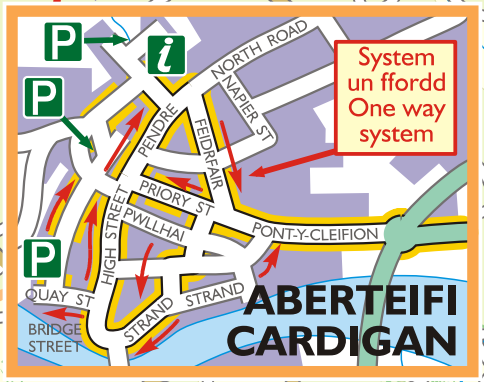 P
i
NORTH ROAD
NAPIER ST
System
un ffordd
One way
system
P
PENDRE
FEIDRFAIR
PRIORY ST
HIGH STREET
PWLLHAI
PONT-Y-CLEIFION
P
QUAY ST
STRAND
STRAND
BRIDGE
STREET
ABERTEIFI
CARDIGAN